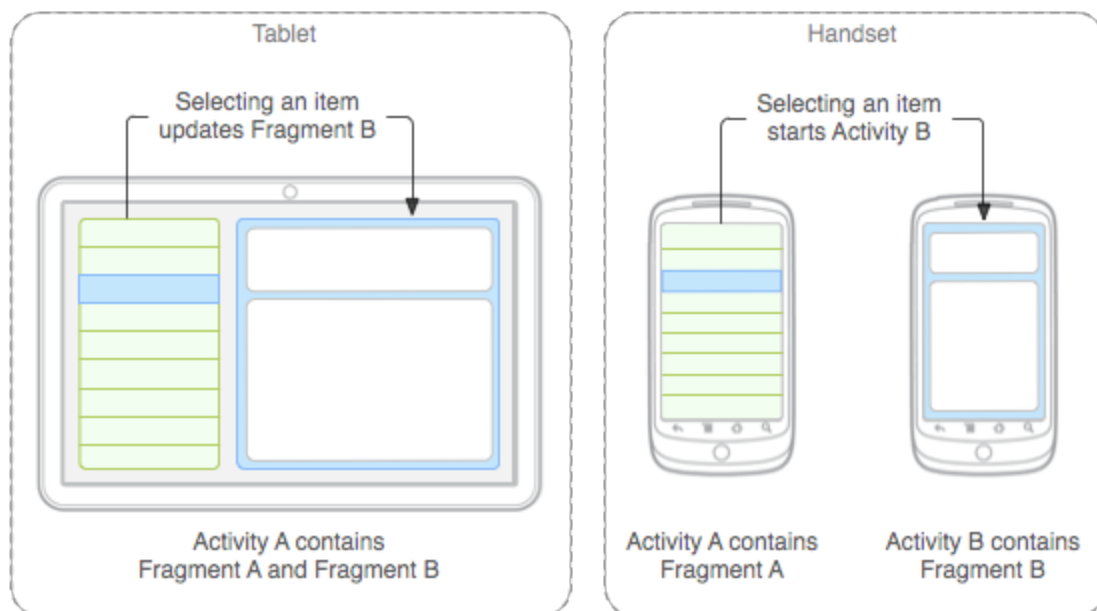 Tablet
Selecting an item
updates Fragment B
Activity A contains
Fragment A and Fragment B
Handset
Selecting an item
starts Activity B
Activity A contains
Fragment A
Activity B contains
Fragment B